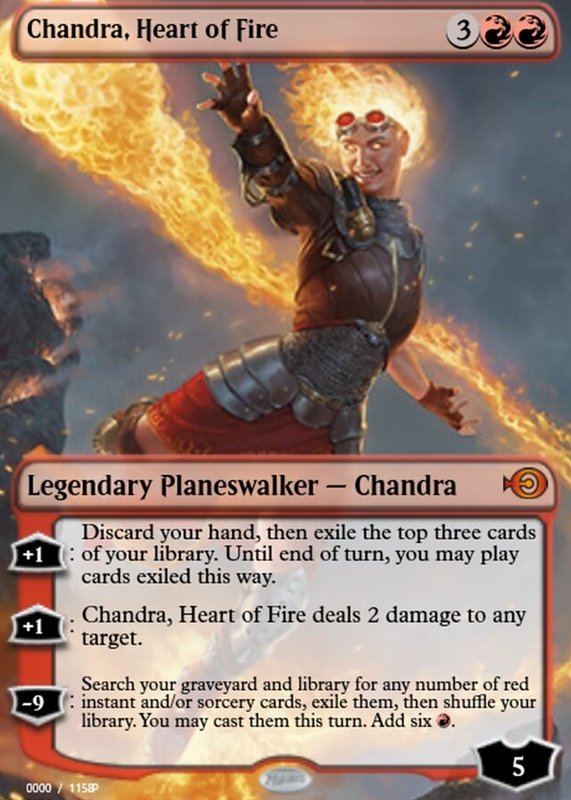 Chandra, Heart of Fire 3
Legendary Planeswalker — Chandra
+1 : Discard your hand, then exile the top three cards
of your library. Until end of turn, you may play
cards exiled this way.
+1 : Chandra, Heart of Fire deals 2 damage to any
target.
-9 : Search your graveyard and library for any number of red
instant and/or sorcery cards, exile them, then shuffle your
library. You may cast them this turn. Add six .
5
0000 / 1158P